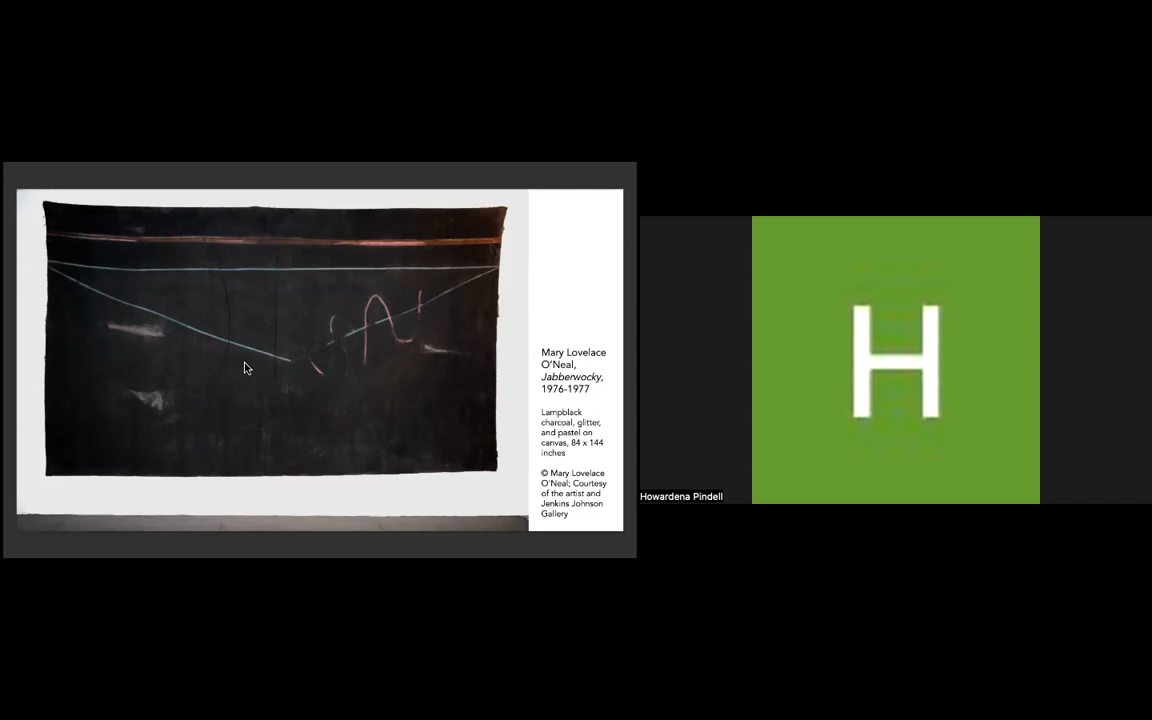 Mary Lovelace
O'Neal,
Jabberwocky,
1976-1977
Lampblack
charcoal, glitter,
and pastel on
canvas, 84 x 144
inches
© Mary Lovelace
O'Neal; Courtesy
of the artist and
Jenkins Johnson
Gallery
H
Howardena Pindell